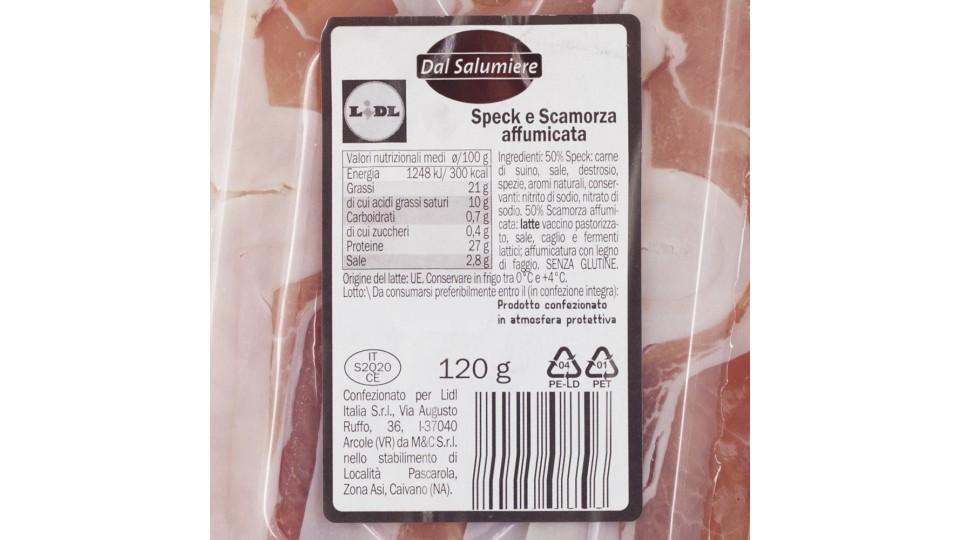 Dal Salumiere
LIDL
Speck e Scamorza
affumicata
Valori nutrizionali medi ø/100 g
Energia 1248 kJ/ 300 kcal
Grassi 21 g
di cui acidi grassi saturi 10 g
Carboidrati 0,7 g
di cui zuccheri 0,4 g
Proteine 27 g
Sale 2,8 g
Ingredienti: 50% Speck: carne
di suino, sale, destrosio,
spezie, aromi naturali, conser-
vanti: nitrito di sodio, nitrato di
sodio. 50% Scamorza affumi-
cata: latte vaccino pastorizza-
to, sale, caglio e fermenti
lattici; affumicatura con legno
di faggio. SENZA GLUTINE.
Origine del latte: UE. Conservare in frigo tra 0°C e +4°C.
Lotto:\ Da consumarsi preferibilmente entro il (in confezione integra):
Prodotto confezionato
in atmosfera protettiva
IT
S2020
CE
120 g
04
PE-LD
01
PET
Confezionato per Lidl
Italia S.r.l., Via Augusto
Ruffo, 36, I-37040
Arcole (VR) da M&C S.r.l.
nello stabilimento di
Località Pascarola,
Zona Asi, Caivano (NA).